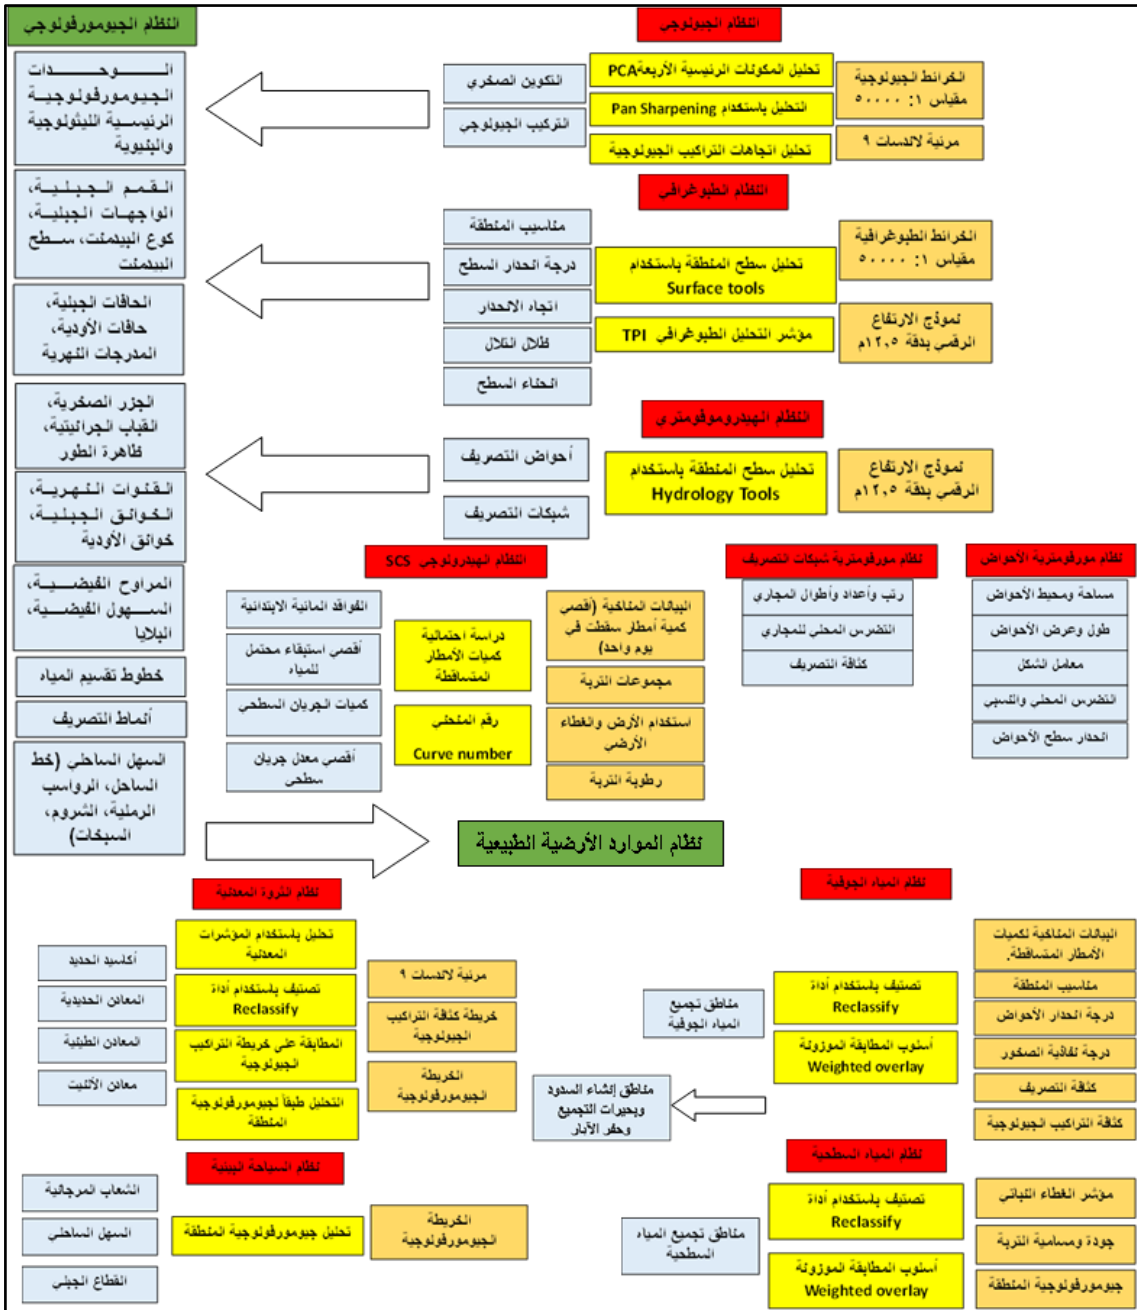 النظام الجيولوجي
الخرائط الجيولوجية
مقياس ١: ٥٠٠٠٠
مرئية لاندسات ٩
تحليل المكونات الرئيسية الأربعة PCA
التحليل باستخدام Pan Sharpening
تحليل اتجاهات التراكيب الجيولوجية
التكوين الصخري
التركيب الجيولوجي
النظام الجيومورفولوجي
الوحدات
الجيومورفولوجية
الرئيسية الليثولوجية
والبنيوية
القمم الجبلية،
الواجهات الجبلية،
كوع البيدمنت، سطح
البيدمنت
الحافات الجبلية،
حافات الأودية،
المدرجات النهرية
الجزر الصخرية،
القباب الجرانيتية،
ظاهرة الطور
القنوات النهرية،
الخوانق الجبلية،
خوانق الأودية
المراوح الفيضية،
السهول الفيضية،
البلايا
خطوط تقسيم المياه
أنماط التصريف
السهل الساحلي (خط
الساحل، الرواسب
الرملية، الشروم،
السبخات)
النظام الطبوغرافي
الخرائط الطبوغرافية
مقياس ١: ٥٠٠٠٠
نموذج الارتفاع
الرقمي بدقة ١٢,٥م
تحليل سطح المنطقة باستخدام
Surface tools
مؤشر التحليل الطبوغرافي TPI
مناسيب المنطقة
درجة انحدار السطح
اتجاه الانحدار
ظلال التلال
انحناء السطح
النظام الهيدروموفومتري
نموذج الارتفاع
الرقمي بدقة ١٢,٥م
تحليل سطح المنطقة باستخدام
Hydrology Tools
أحواض التصريف
شبكات التصريف
نظام مورفومترية الأحواض
مساحة ومحيط الأحواض
طول وعرض الأحواض
معامل الشكل
التضرس المحلي والنسبي
انحدار سطح الأحواض
نظام مورفومترية شبكات التصريف
رتب وأعداد وأطوال المجاري
التضرس المحلي للمجاري
كثافة التصريف
النظام الهيدرولوجي SCS
البيانات المناخية (أقصي
كمية أمطار سقطت في
يوم واحد)
مجموعات التربة
استخدام الأرض والغطاء
الأرضي
رطوبة التربة
دراسة احتمالية
كميات الأمطار
المتساقطة
رقم المنحني
Curve number
الفواقد المائية الابتدائية
أقصي استبقاء محتمل
للمياه
كميات الجريان السطحي
أقصي معدل جريان
سطحي
نظام الموارد الأرضية الطبيعية
نظام المياه الجوفية
البيانات المناخية لكميات
الأمطار المتساقطة.
مناسيب المنطقة
درجة انحدار الأحواض
درجة نفاذية الصخور
كثافة التصريف
كثافة التراكيب الجيولوجية
تصنيف باستخدام أداة
Reclassify
أسلوب المطابقة الموزونة
Weighted overlay
مناطق تجميع
المياه الجوفية
مناطق إنشاء السدود
وبحيرات التجميع
وحفر الآبار
نظام الثروة المعدنية
مرئية لاندسات ٩
خريطة كثافة التراكيب
الجيولوجية
الخريطة
الجيومورفولوجية
تحليل باستخدام المؤشرات
المعدنية
تصنيف باستخدام أداة
Reclassify
المطابقة على خريطة التراكيب
الجيولوجية
التحليل طبقاً لجيومورفولوجية
المنطقة
أكاسيد الحديد
المعادن الحديدية
المعادن الطينية
معادن الألنيت
نظام المياه السطحية
مؤشر الغطاء النباتي
جودة ومسامية التربة
جيومورفولوجية المنطقة
تصنيف باستخدام أداة
Reclassify
أسلوب المطابقة الموزونة
Weighted overlay
مناطق تجميع المياه
السطحية
نظام السياحة البيئية
الخريطة
الجيومورفولوجية
تحليل جيومورفولوجية المنطقة
الشعاب المرجانية
السهل الساحلي
القطاع الجبلي